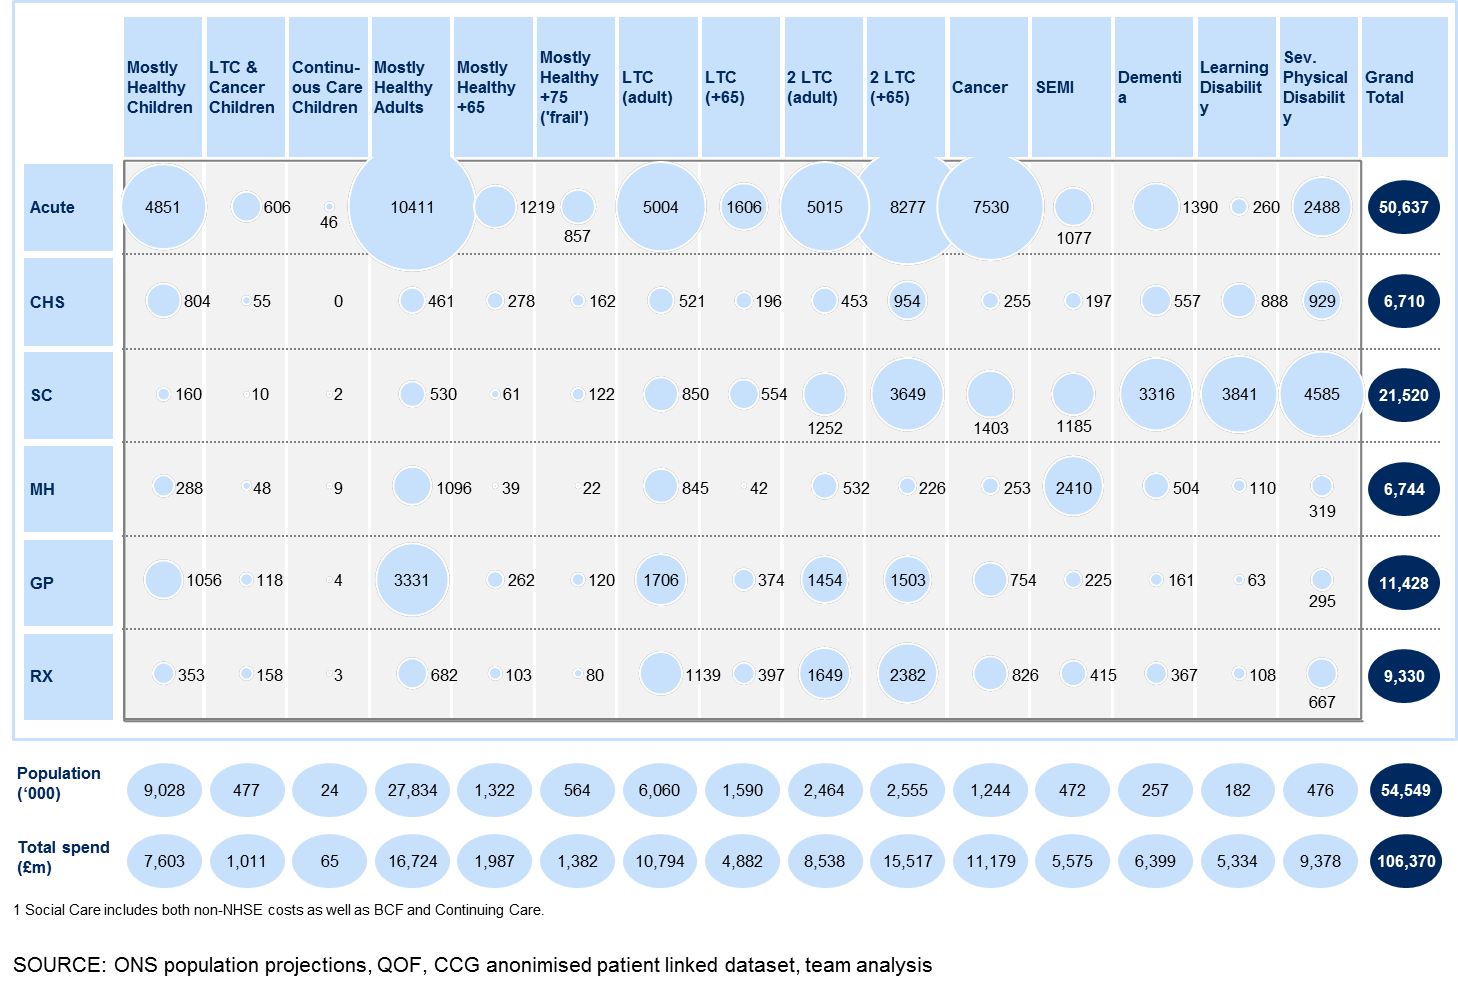 Mostly Healthy Children
LTC & Cancer Children
Continu- ous Care Children
Mostly Healthy Adults
Mostly Healthy +65
Mostly Healthy +75 ('frail')
LTC (adult)
LTC (+65)
2 LTC (adult)
2 LTC (+65)
Cancer
SEMI
Dementi a
Learning Disabilit y
Sev. Physical Disabilit y
Grand Total
Acute 4851 606 46 10411 1219 857 5004 1606 5015 8277 7530 1077 1390 260 2488 50,637
CHS 804 55 0 461 278 162 521 196 453 954 255 197 557 888 929 6,710
SC 160 10 2 530 61 122 850 554 1252 3649 1403 1185 3316 3841 4585 21,520
MH 288 48 9 1096 39 22 845 42 532 226 253 2410 504 110 319 6,744
GP 1056 118 4 3331 262 120 1706 374 1454 1503 754 225 161 63 295 11,428
RX 353 158 3 682 103 80 1139 397 1649 2382 826 415 367 108 667 9,330
Population
(‘000)
9,028 477 24 27,834 1,322 564 6,060 1,590 2,464 2,555 1,244 472 257 182 476 54,549
Total spend
(£m)
7,603 1,011 65 16,724 1,987 1,382 10,794 4,882 8,538 15,517 11,179 5,575 6,399 5,334 9,378 106,370
1 Social Care includes both non-NHSE costs as well as BCF and Continuing Care.
SOURCE: ONS population projections, QOF, CCG anonimised patient linked dataset, team analysis